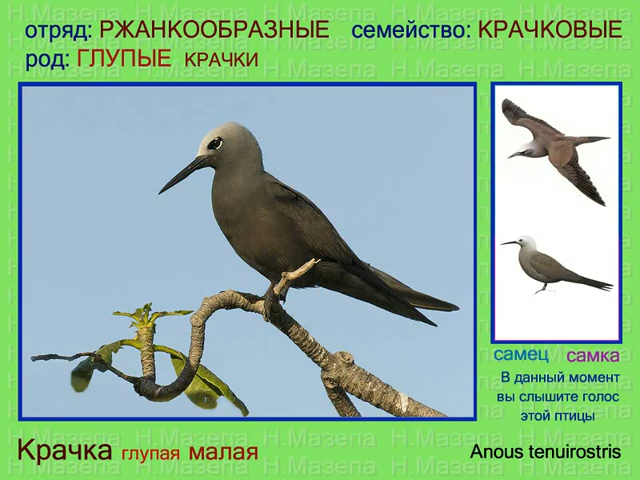 отряд: РЖАНКООБРАЗНЫЕ семейство: КРАЧКОВЫЕ
род: ГЛУПЫЕ КРАЧКИ
самец самка
В данный момент
вы слышите голос
этой птицы
Крачка глупая малая
Anous tenuirostris
Н.Мазепа